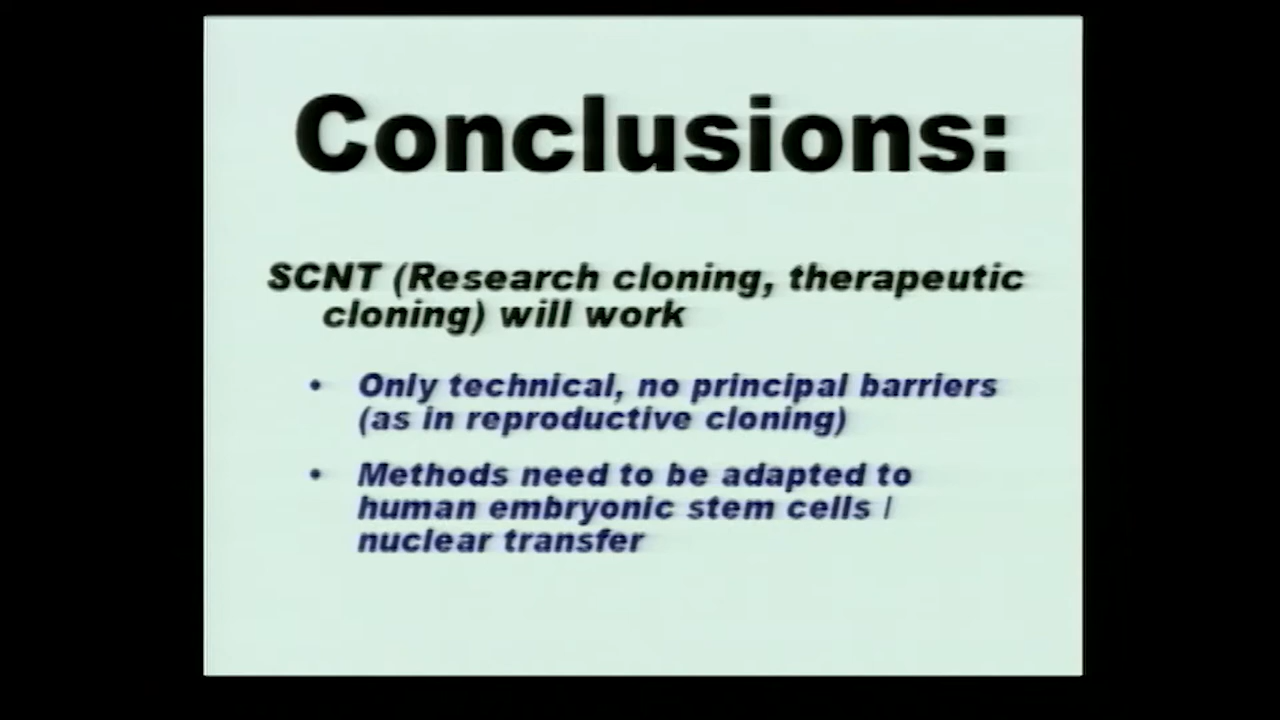 Conclusions:
SCNT (Research cloning, therapeutic
cloning) will work
• Only technical, no principal barriers
(as in reproductive cloning)
• Methods need to be adapted to
human embryonic stem cells /
nuclear transfer